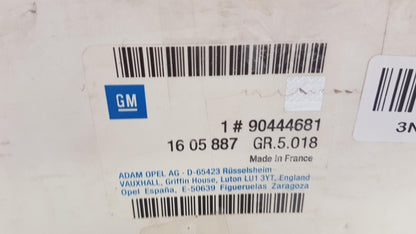 GM
1 # 90444681
16 05 887 GR.5.018
Made in France
ADAM OPEL AG - D-65423 Rüsselsheim
VAUXHALL, Griffin House, Luton LU1 3YT, England
Opel España, E-50639 Figueruelas Zaragoza
3N